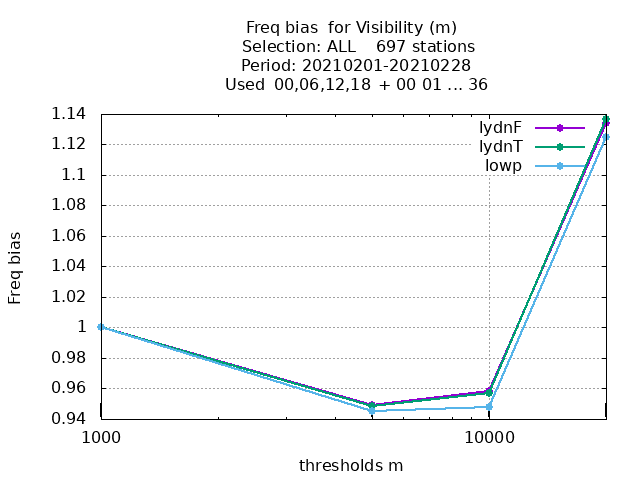 Freq bias  for Visibility (m)
Selection: ALL    697 stations
Period: 20210201-20210228
Used  00,06,12,18  + 00 01 ... 36
1.14
1.12
1.1
1.08
1.06
1.04
1.02
1
0.98
0.96
0.94
Freq bias
lydnF
lydnT
lowp
1000
10000
thresholds m